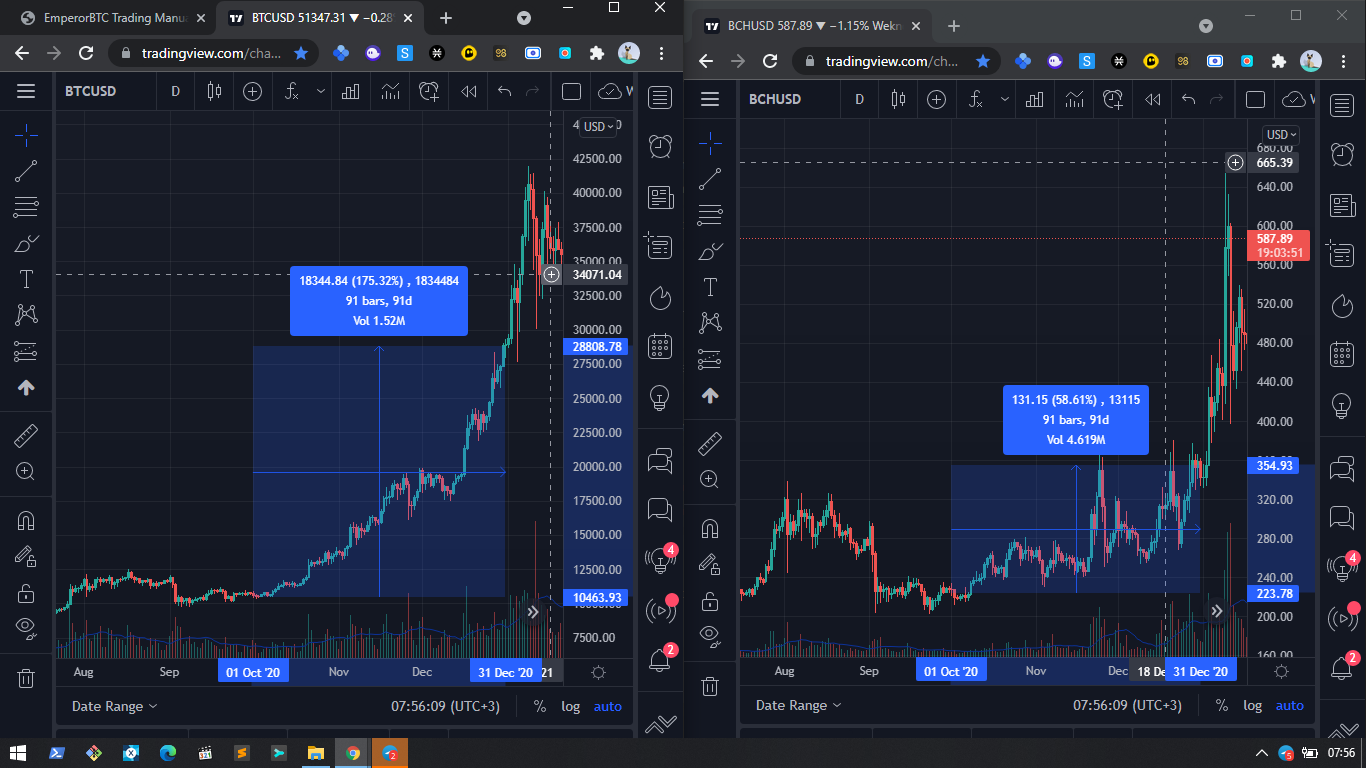 EmperorBTC Trading Manu
BTCUSD 51347.31 ▼ −0.28
tradingview.com/cha...
BTCUSD
D
USD
42500.00
40000.00
37500.00
34071.04
32500.00
30000.00
28808.78
27500.00
25000.00
22500.00
20000.00
17500.00
15000.00
12500.00
10463.93
7500.00
18344.84 (175.32%) , 1834484
91 bars, 91d
Vol 1.52M
Aug
Sep
01 Oct '20
Nov
Dec
31 Dec '20
21
Date Range
07:56:09 (UTC+3)
%
log
auto
4
2
BCHUSD 587.89 ▼ −1.15% Wekn
tradingview.com/cha...
BCHUSD
D
USD
680.00
665.39
640.00
600.00
587.89
19:03:51
560.00
520.00
480.00
440.00
400.00
354.93
320.00
280.00
240.00
223.78
200.00
160.00
131.15 (58.61%) , 13115
91 bars, 91d
Vol 4.619M
Aug
Sep
01 Oct '20
Nov
Dec
18 De
31 Dec '20
Date Range
07:56:09 (UTC+3)
%
log
auto
4
2
321
2
5
07:56